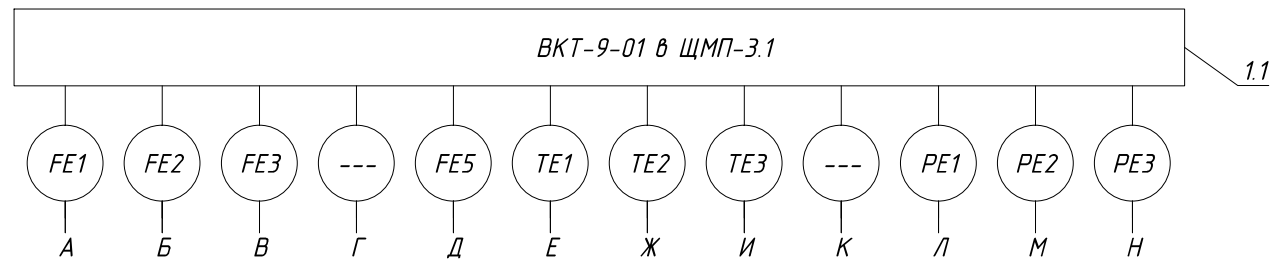 ВКТ-9-01 в ЩМП-3.1
1.1
FE1 FE2 FE3 --- FE5 TE1 TE2 TE3 --- PE1 PE2 PE3
А Б В Г Д Е Ж И К Л М Н